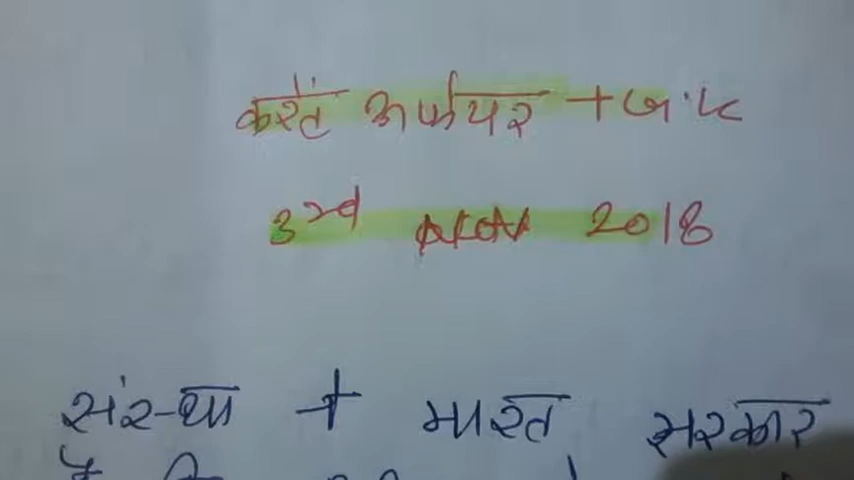 करंट अफेयर + G.K
3rd 2018
संस्था + भारत सरकार